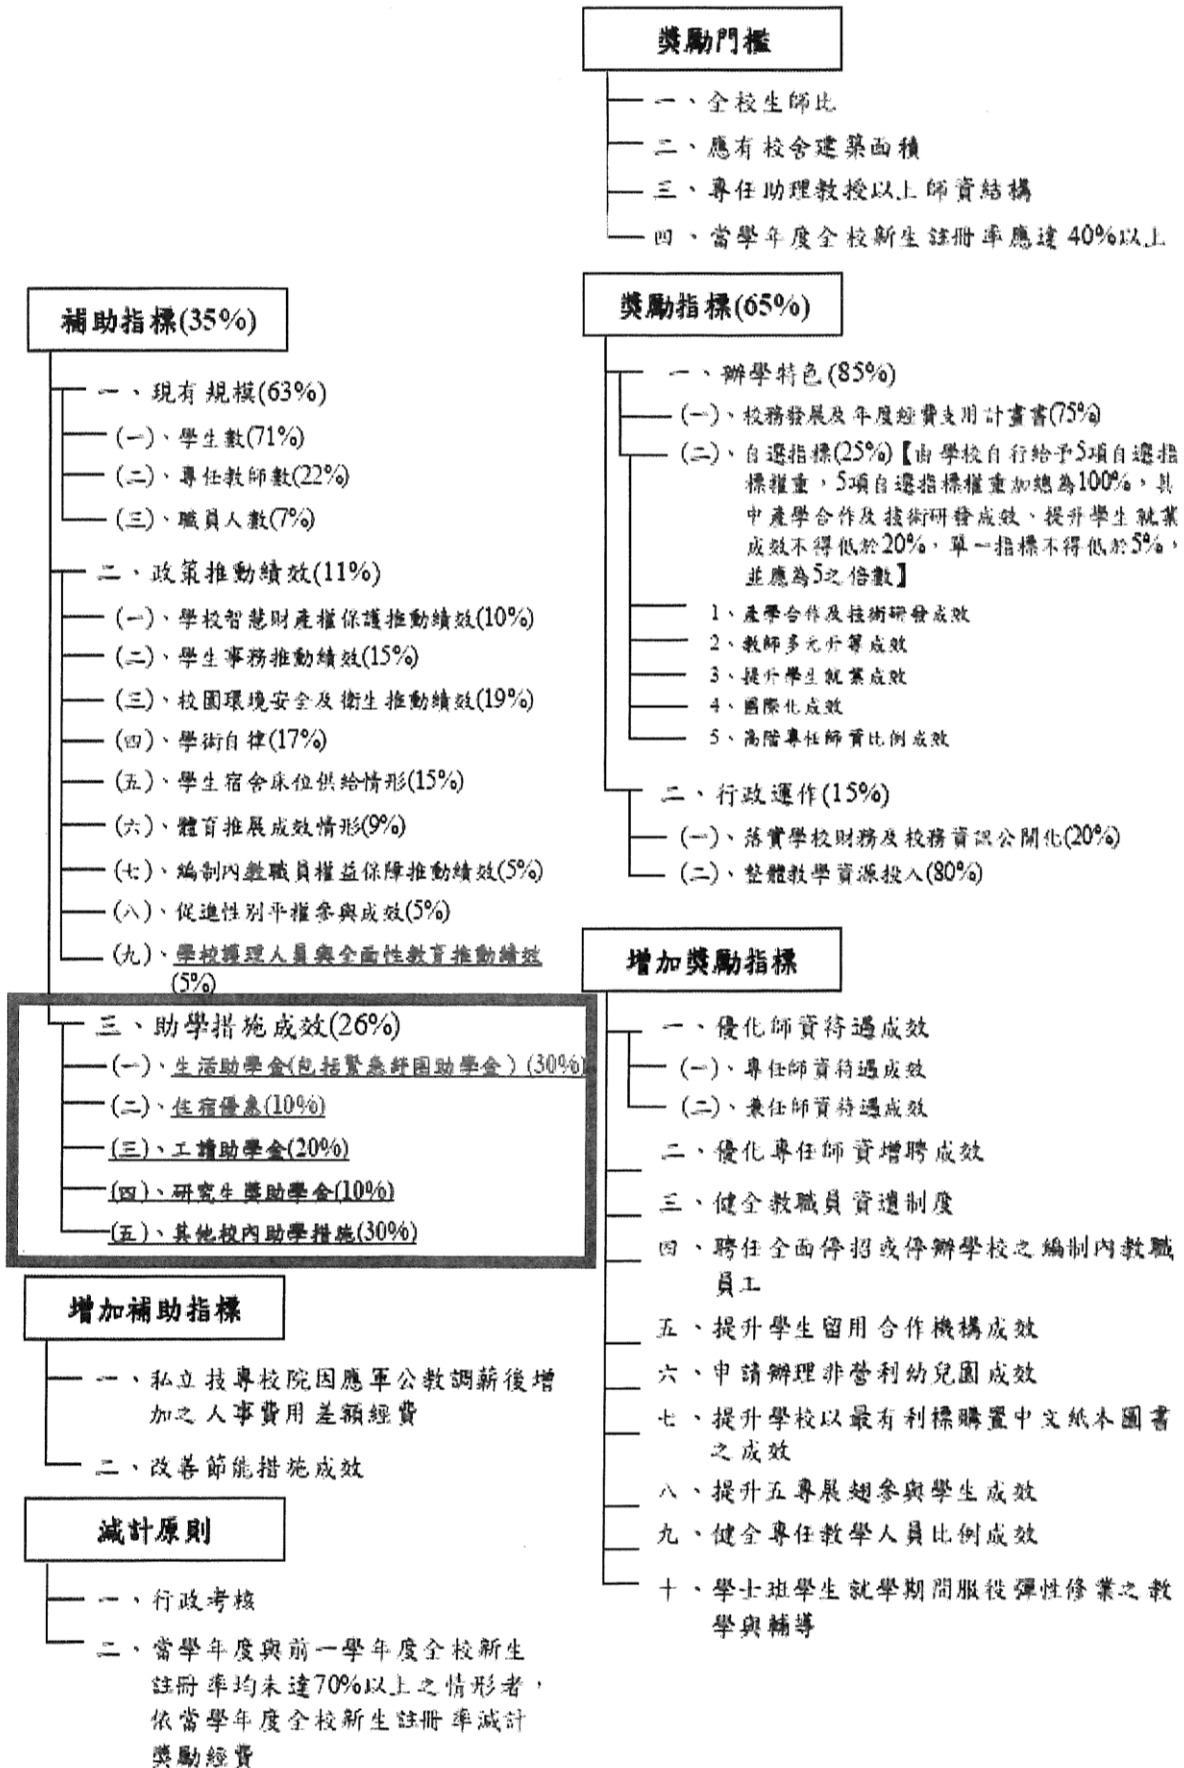 獎勵門檻
一、全校生師比
二、應有校舍建築面積
三、專任助理教授以上師資結構
四、當學年度全校新生註冊率應達 40%以上
補助指標(35%)
一、現有規模(63%)
(一)、學生數(71%)
(二)、專任教師數(22%)
(三)、職員人數(7%)
二、政策推動績效(11%)
(一)、學校智慧財產權保護推動績效(10%)
(二)、學生事務推動績效(15%)
(三)、校園環境安全及衛生推動績效(19%)
(四)、學術自律(17%)
(五)、學生宿舍床位供給情形(15%)
(六)、體育推展成效情形(9%)
(七)、編制內教職員權益保障推動績效(5%)
(八)、促進性別平權參與成效(5%)
(九)、學校護理人員與全面性教育推動績效
(5%)
三、助學措施成效(26%)
(一)、生活助學金(包括緊急紓困助學金) (30%)
(二)、住宿優惠(10%)
(三)、工讀助學金(20%)
(四)、研究生獎助學金(10%)
(五)、其他校內助學措施(30%)
增加補助指標
一、私立技專校院因應軍公教調薪後增
加之人事費用差額經費
二、改善節能措施成效
減計原則
一、行政考核
二、當學年度與前一學年度全校新生
註冊率均未達70%以上之情形者，
依當學年度全校新生註冊率減計
獎勵經費
獎勵指標(65%)
一、辦學特色(85%)
(一)、校務發展及年度經費支用計畫書(75%)
(二)、自選指標(25%)【由學校自行給予5項自選指
標權重，5項自選指標權重加總為100%，其
中產學合作及技術研發成效、提升學生就業
成效不得低於20%，單一指標不得低於5%，
並應為5之倍數】
1、產學合作及技術研發成效
2、教師多元升等成效
3、提升學生就業成效
4、國際化成效
5、高階專任師資比例成效
二、行政運作(15%)
(一)、落實學校財務及校務資訊公開化(20%)
(二)、整體教學資源投入(80%)
增加獎勵指標
一、優化師資待遇成效
(一)、專任師資待遇成效
(二)、兼任師資待遇成效
二、優化專任師資增聘成效
三、健全教職員資遣制度
四、聘任全面停招或停辦學校之編制內教職
員工
五、提升學生留用合作機構成效
六、申請辦理非營利幼兒園成效
七、提升學校以最有利標購置中文紙本圖書
之成效
八、提升五專展翅參與學生成效
九、健全專任教學人員比例成效
十、學士班學生就學期間服役彈性修業之教
學與輔導